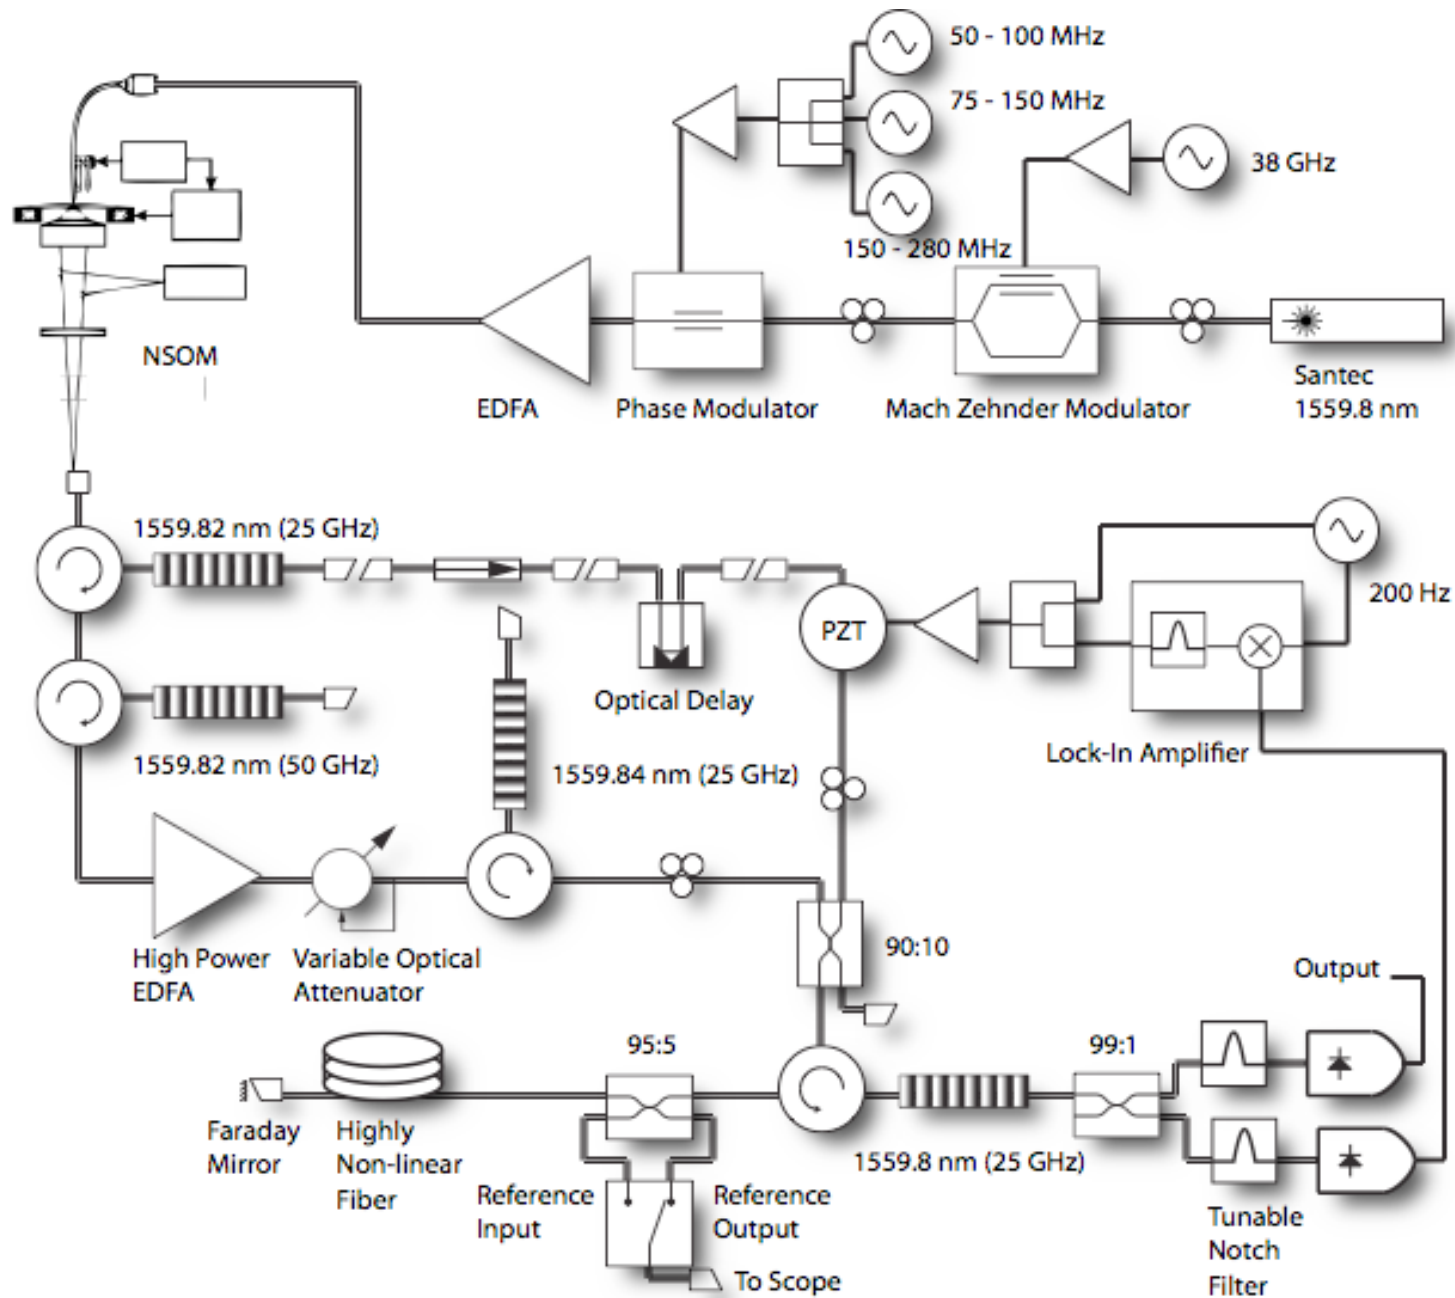 50 - 100 MHz
75 - 150 MHz
38 GHz
150 - 280 MHz
NSOM
EDFA
Phase Modulator
Mach Zehnder Modulator
Santec
1559.8 nm
1559.82 nm (25 GHz)
200 Hz
PZT
Optical Delay
1559.82 nm (50 GHz)
1559.84 nm (25 GHz)
Lock-In Amplifier
High Power
EDFA
Variable Optical
Attenuator
90:10
Output
95:5
99:1
Faraday
Mirror
Highly
Non-linear
Fiber
1559.8 nm (25 GHz)
Reference
Input
Reference
Output
Tunable
Notch
Filter
To Scope